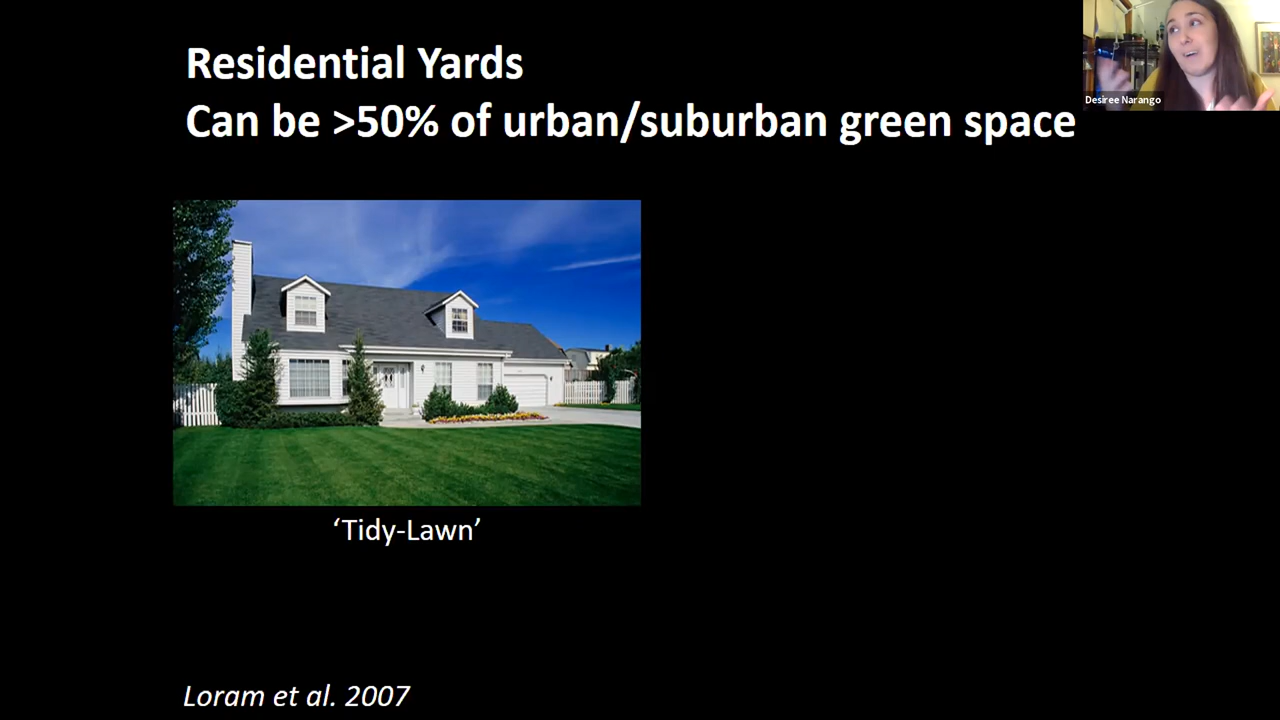 Residential Yards
Can be >50% of urban/suburban green space
Desiree Narango
‘Tidy-Lawn’
Loram et al. 2007